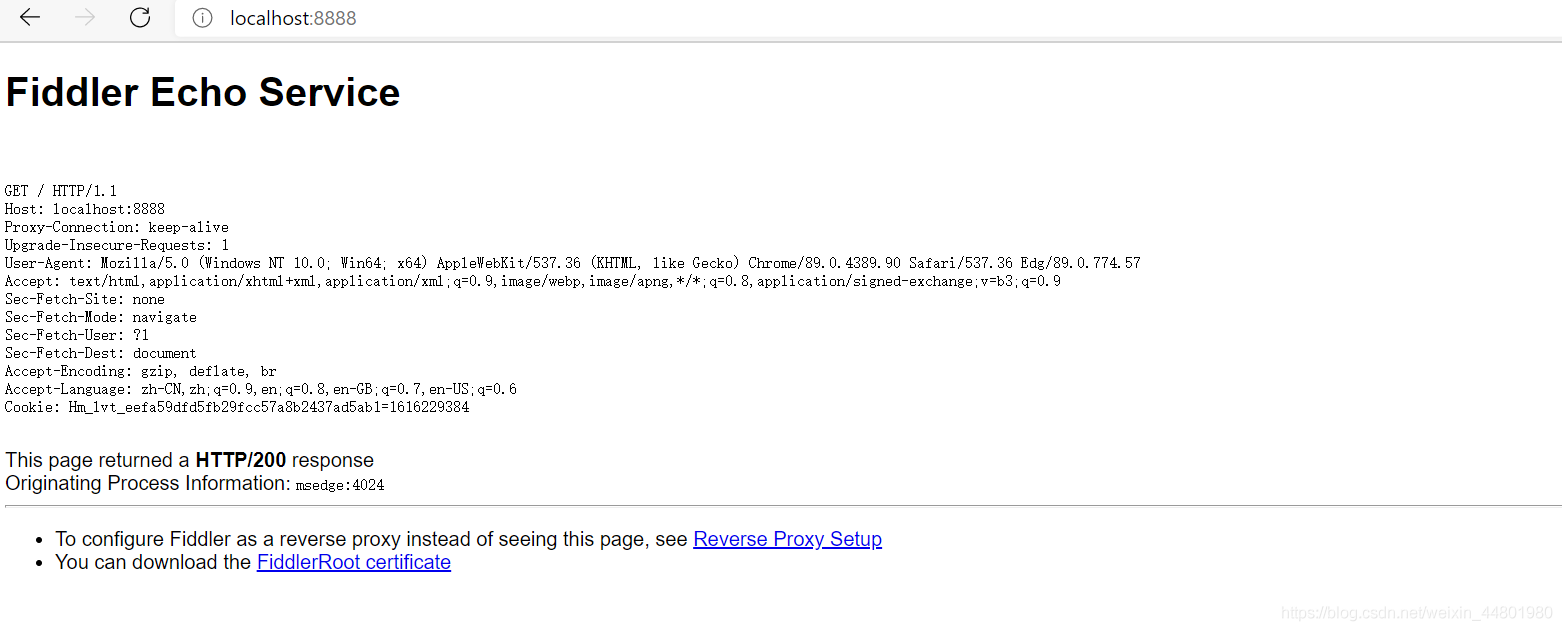 localhost:8888
Fiddler Echo Service
GET / HTTP/1.1
Host: localhost:8888
Proxy-Connection: keep-alive
Upgrade-Insecure-Requests: 1
User-Agent: Mozilla/5.0 (Windows NT 10.0; Win64; x64) AppleWebKit/537.36 (KHTML, like Gecko) Chrome/89.0.4389.90 Safari/537.36 Edg/89.0.774.57
Accept: text/html,application/xhtml+xml,application/xml;q=0.9,image/webp,image/apng,*/*;q=0.8,application/signed-exchange;v=b3;q=0.9
Sec-Fetch-Site: none
Sec-Fetch-Mode: navigate
Sec-Fetch-User: ?1
Sec-Fetch-Dest: document
Accept-Encoding: gzip, deflate, br
Accept-Language: zh-CN,zh;q=0.9,en;q=0.8,en-GB;q=0.7,en-US;q=0.6
Cookie: Hm_lvt_eefa59dfd5fb29fcc57a8b2437ad5ab1=1616229384
This page returned a HTTP/200 response
Originating Process Information: msedge:4024
• To configure Fiddler as a reverse proxy instead of seeing this page, see Reverse Proxy Setup
• You can download the FiddlerRoot certificate
https://blog.csdn.net/weixin_44801980